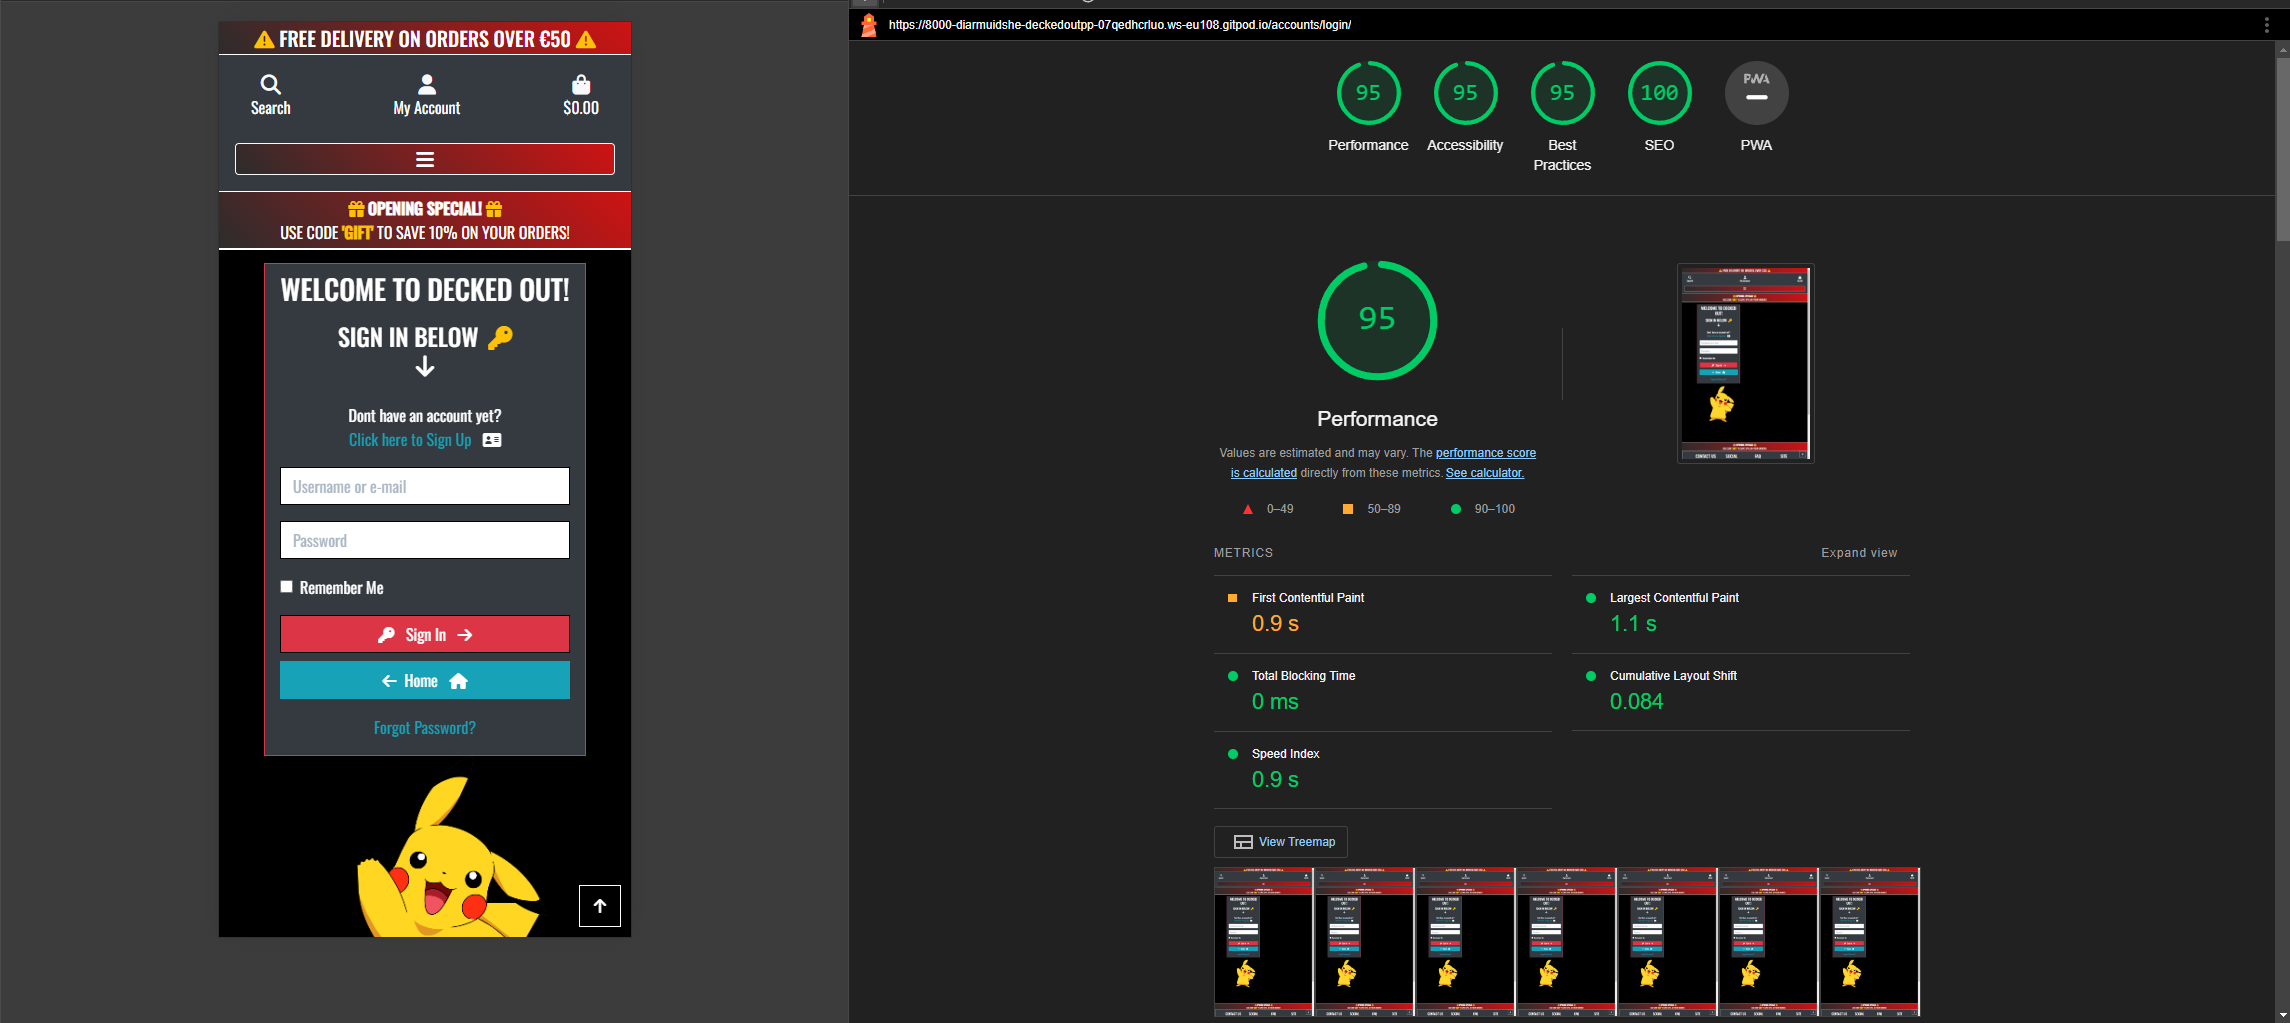 FREE DELIVERY ON ORDERS OVER €50
Search
My Account
$0.00
OPENING SPECIAL!
USE CODE 'GIFT' TO SAVE 10% ON YOUR ORDERS!
WELCOME TO DECKED OUT!
SIGN IN BELOW
Dont have an account yet?
Click here to Sign Up
Username or e-mail
Password
Remember Me
Sign In
Home
Forgot Password?
https://8000-diarmuidshe-deckedoutpp-07qedhcrluo.ws-eu108.gitpod.io/accounts/login/
95
95
95
100
PWA
Performance
Accessibility
Best
Practices
SEO
PWA
95
Performance
Values are estimated and may vary. The performance score
is calculated directly from these metrics. See calculator.
0–49
50–89
90–100
METRICS
Expand view
First Contentful Paint
0.9 s
Largest Contentful Paint
1.1 s
Total Blocking Time
0 ms
Cumulative Layout Shift
0.084
Speed Index
0.9 s
View Treemap